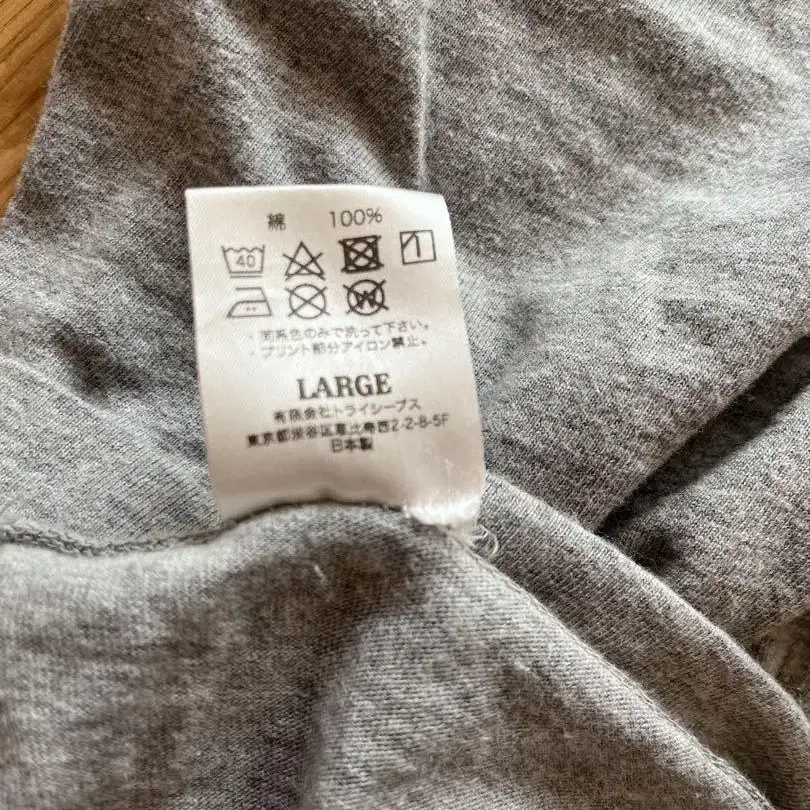 綿 100%
40
W
・同系色のみで洗って下さい。
・プリント部分アイロン禁止。
LARGE
有限会社トライシープス
東京都渋谷区恵比寿西2-2-8-5F
日本製